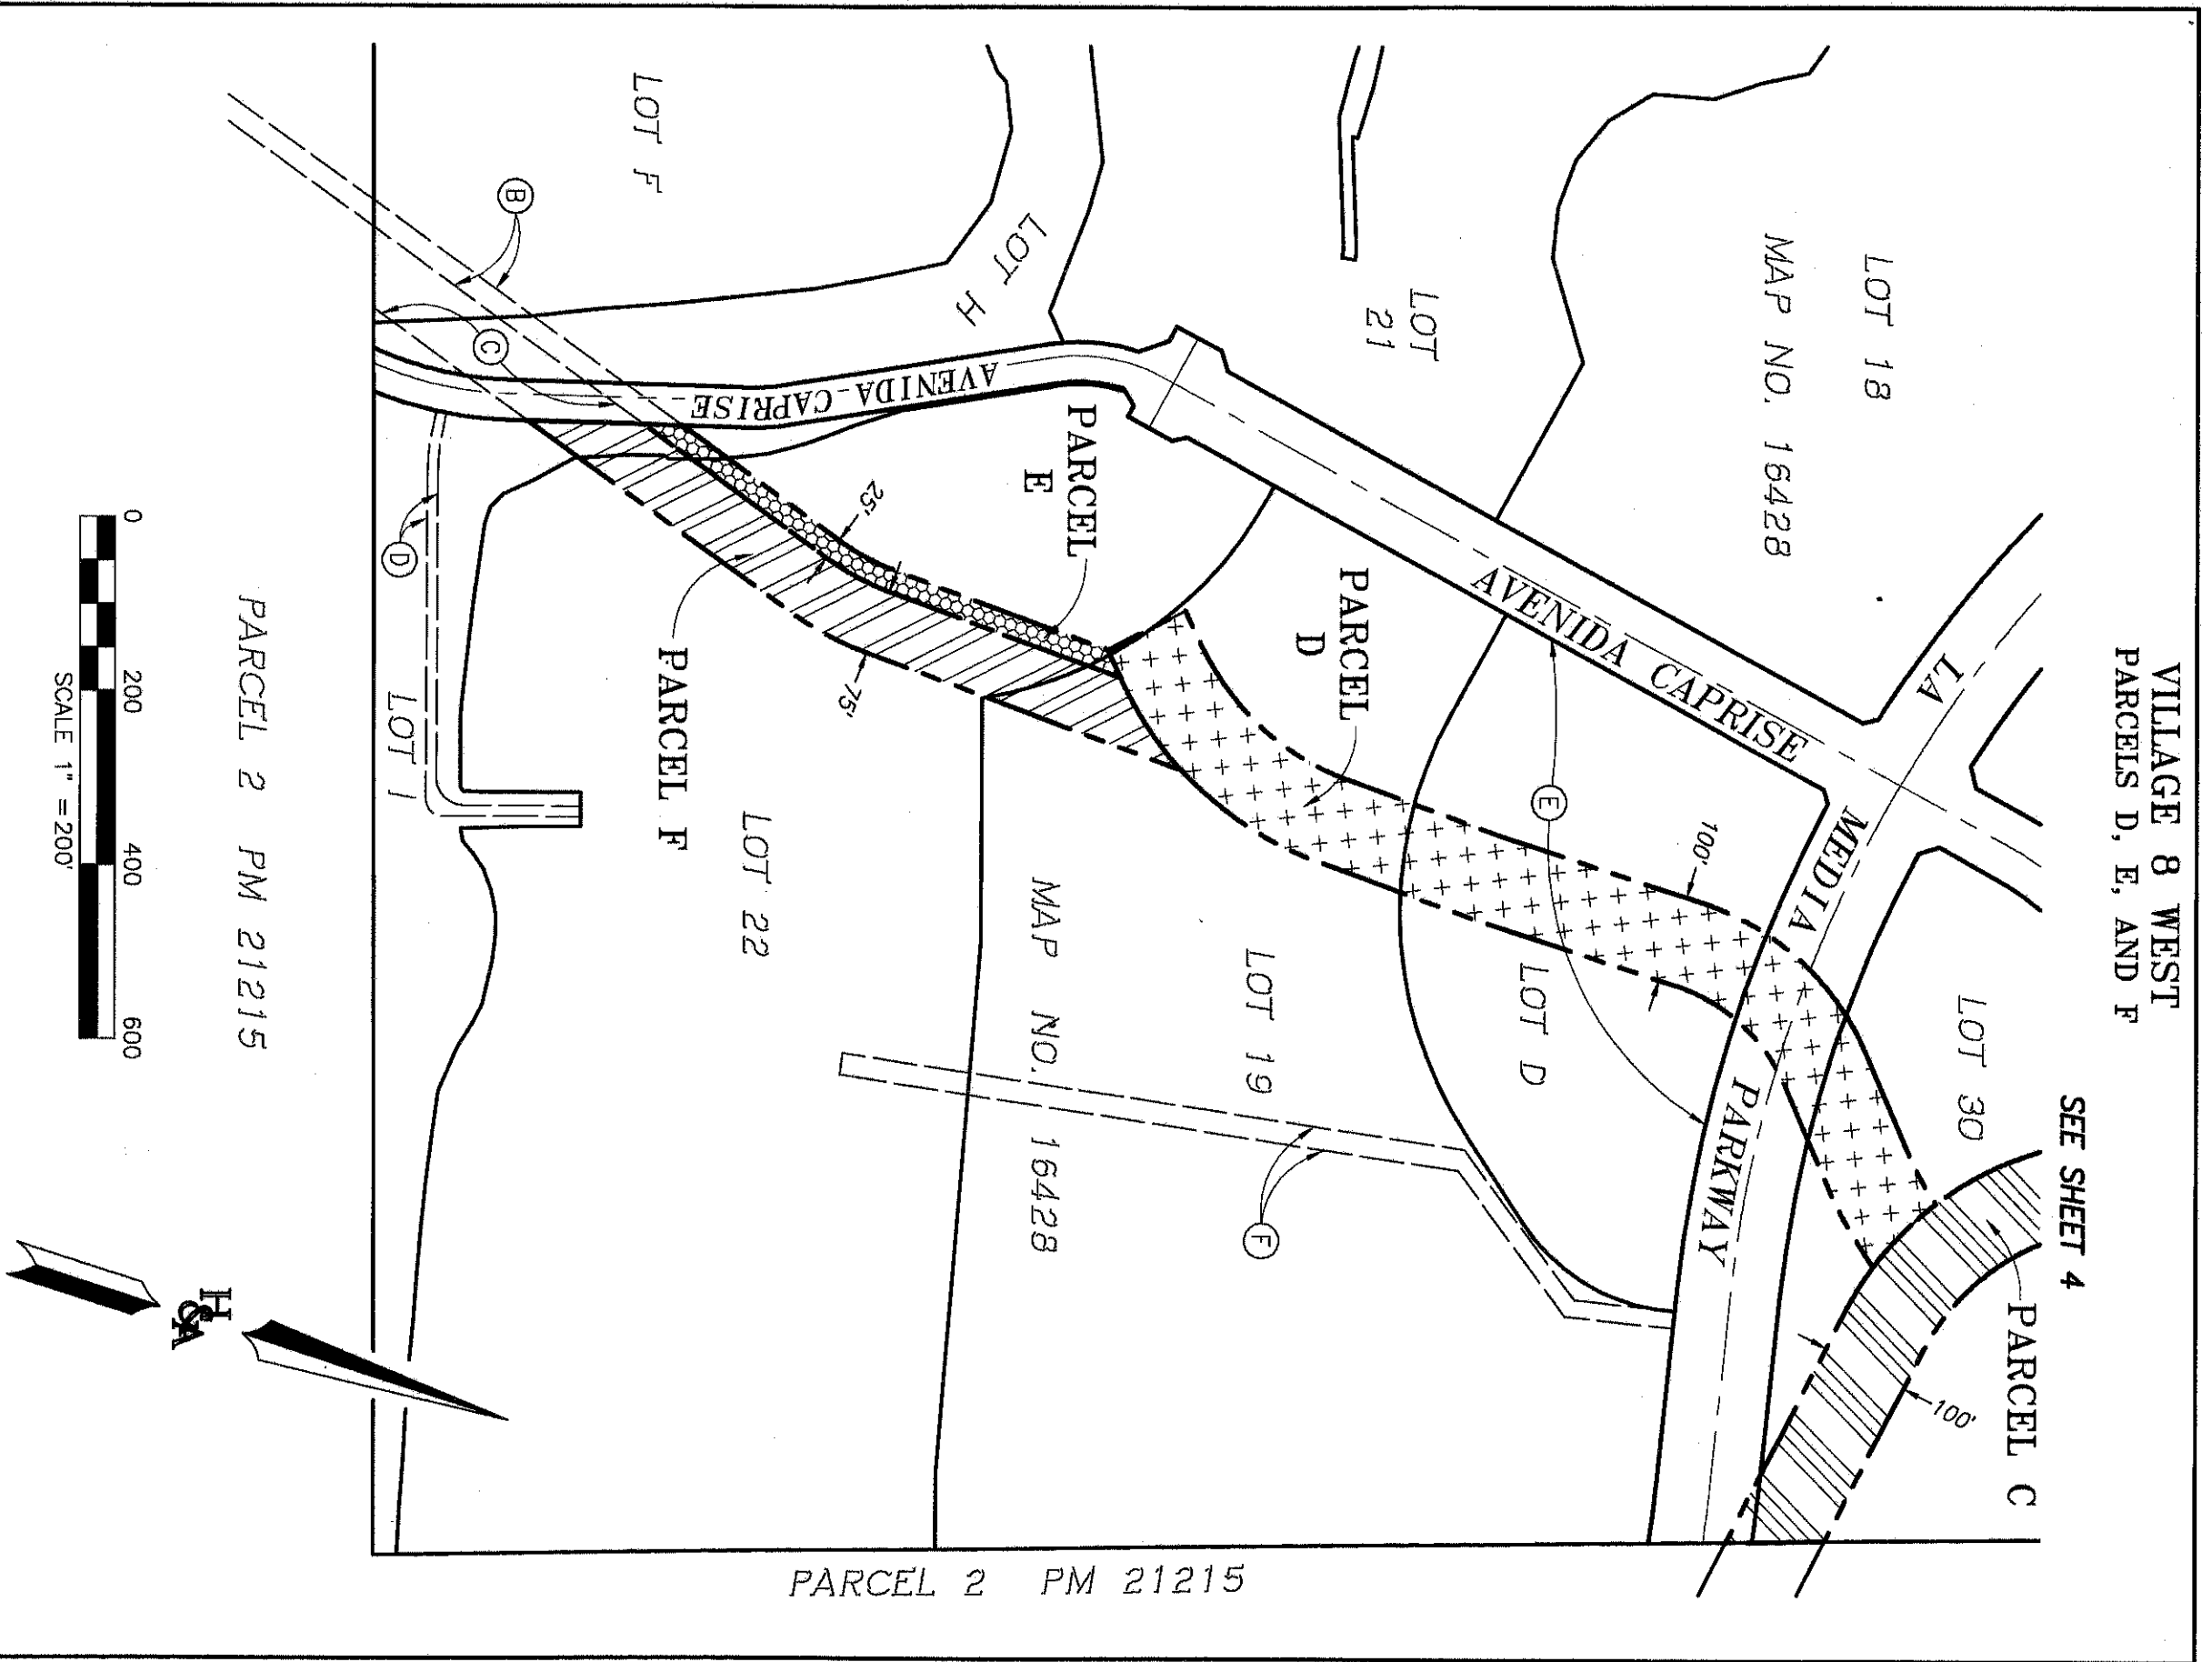 VILLAGE 8 WEST
PARCELS D, E, AND F
SEE SHEET 4
LOT 18
MAP NO. 16428
LA
MEDIA
PARKWAY
LOT 30
PARCEL C
100'
AVENIDA CAPRISE
E
100'
LOT D
LOT
21
PARCEL
D
LOT 19
MAP NO. 16428
F
LOT H
PARCEL
E
AVENIDA CAPRISE
25'
75'
LOT F
B
C
PARCEL F
LOT 22
D
LOT I
PARCEL 2 PM 21215
PARCEL 2 PM 21215
0 200 400 600
SCALE 1" = 200'